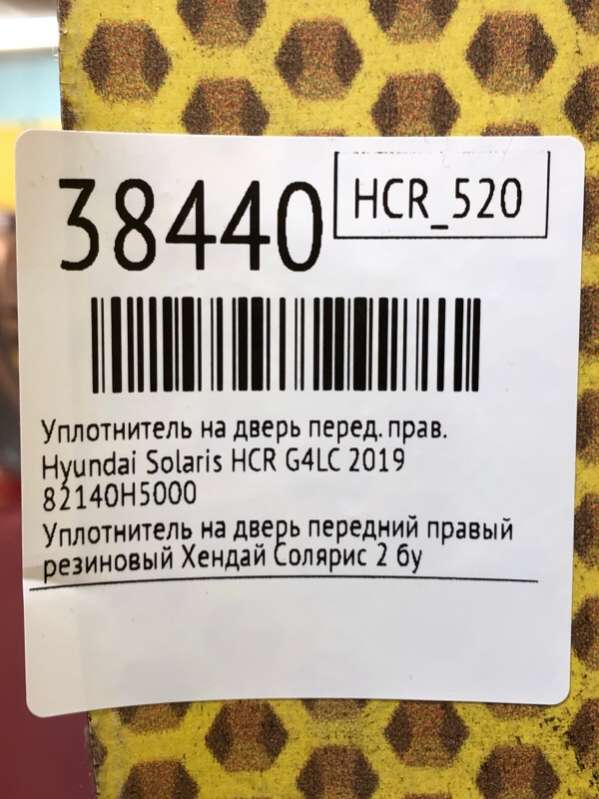 38440
HCR_520
Уплотнитель на дверь перед. прав.
Hyundai Solaris HCR G4LC 2019
82140H5000
Уплотнитель на дверь передний правый
резиновый Хендай Солярис 2 бу